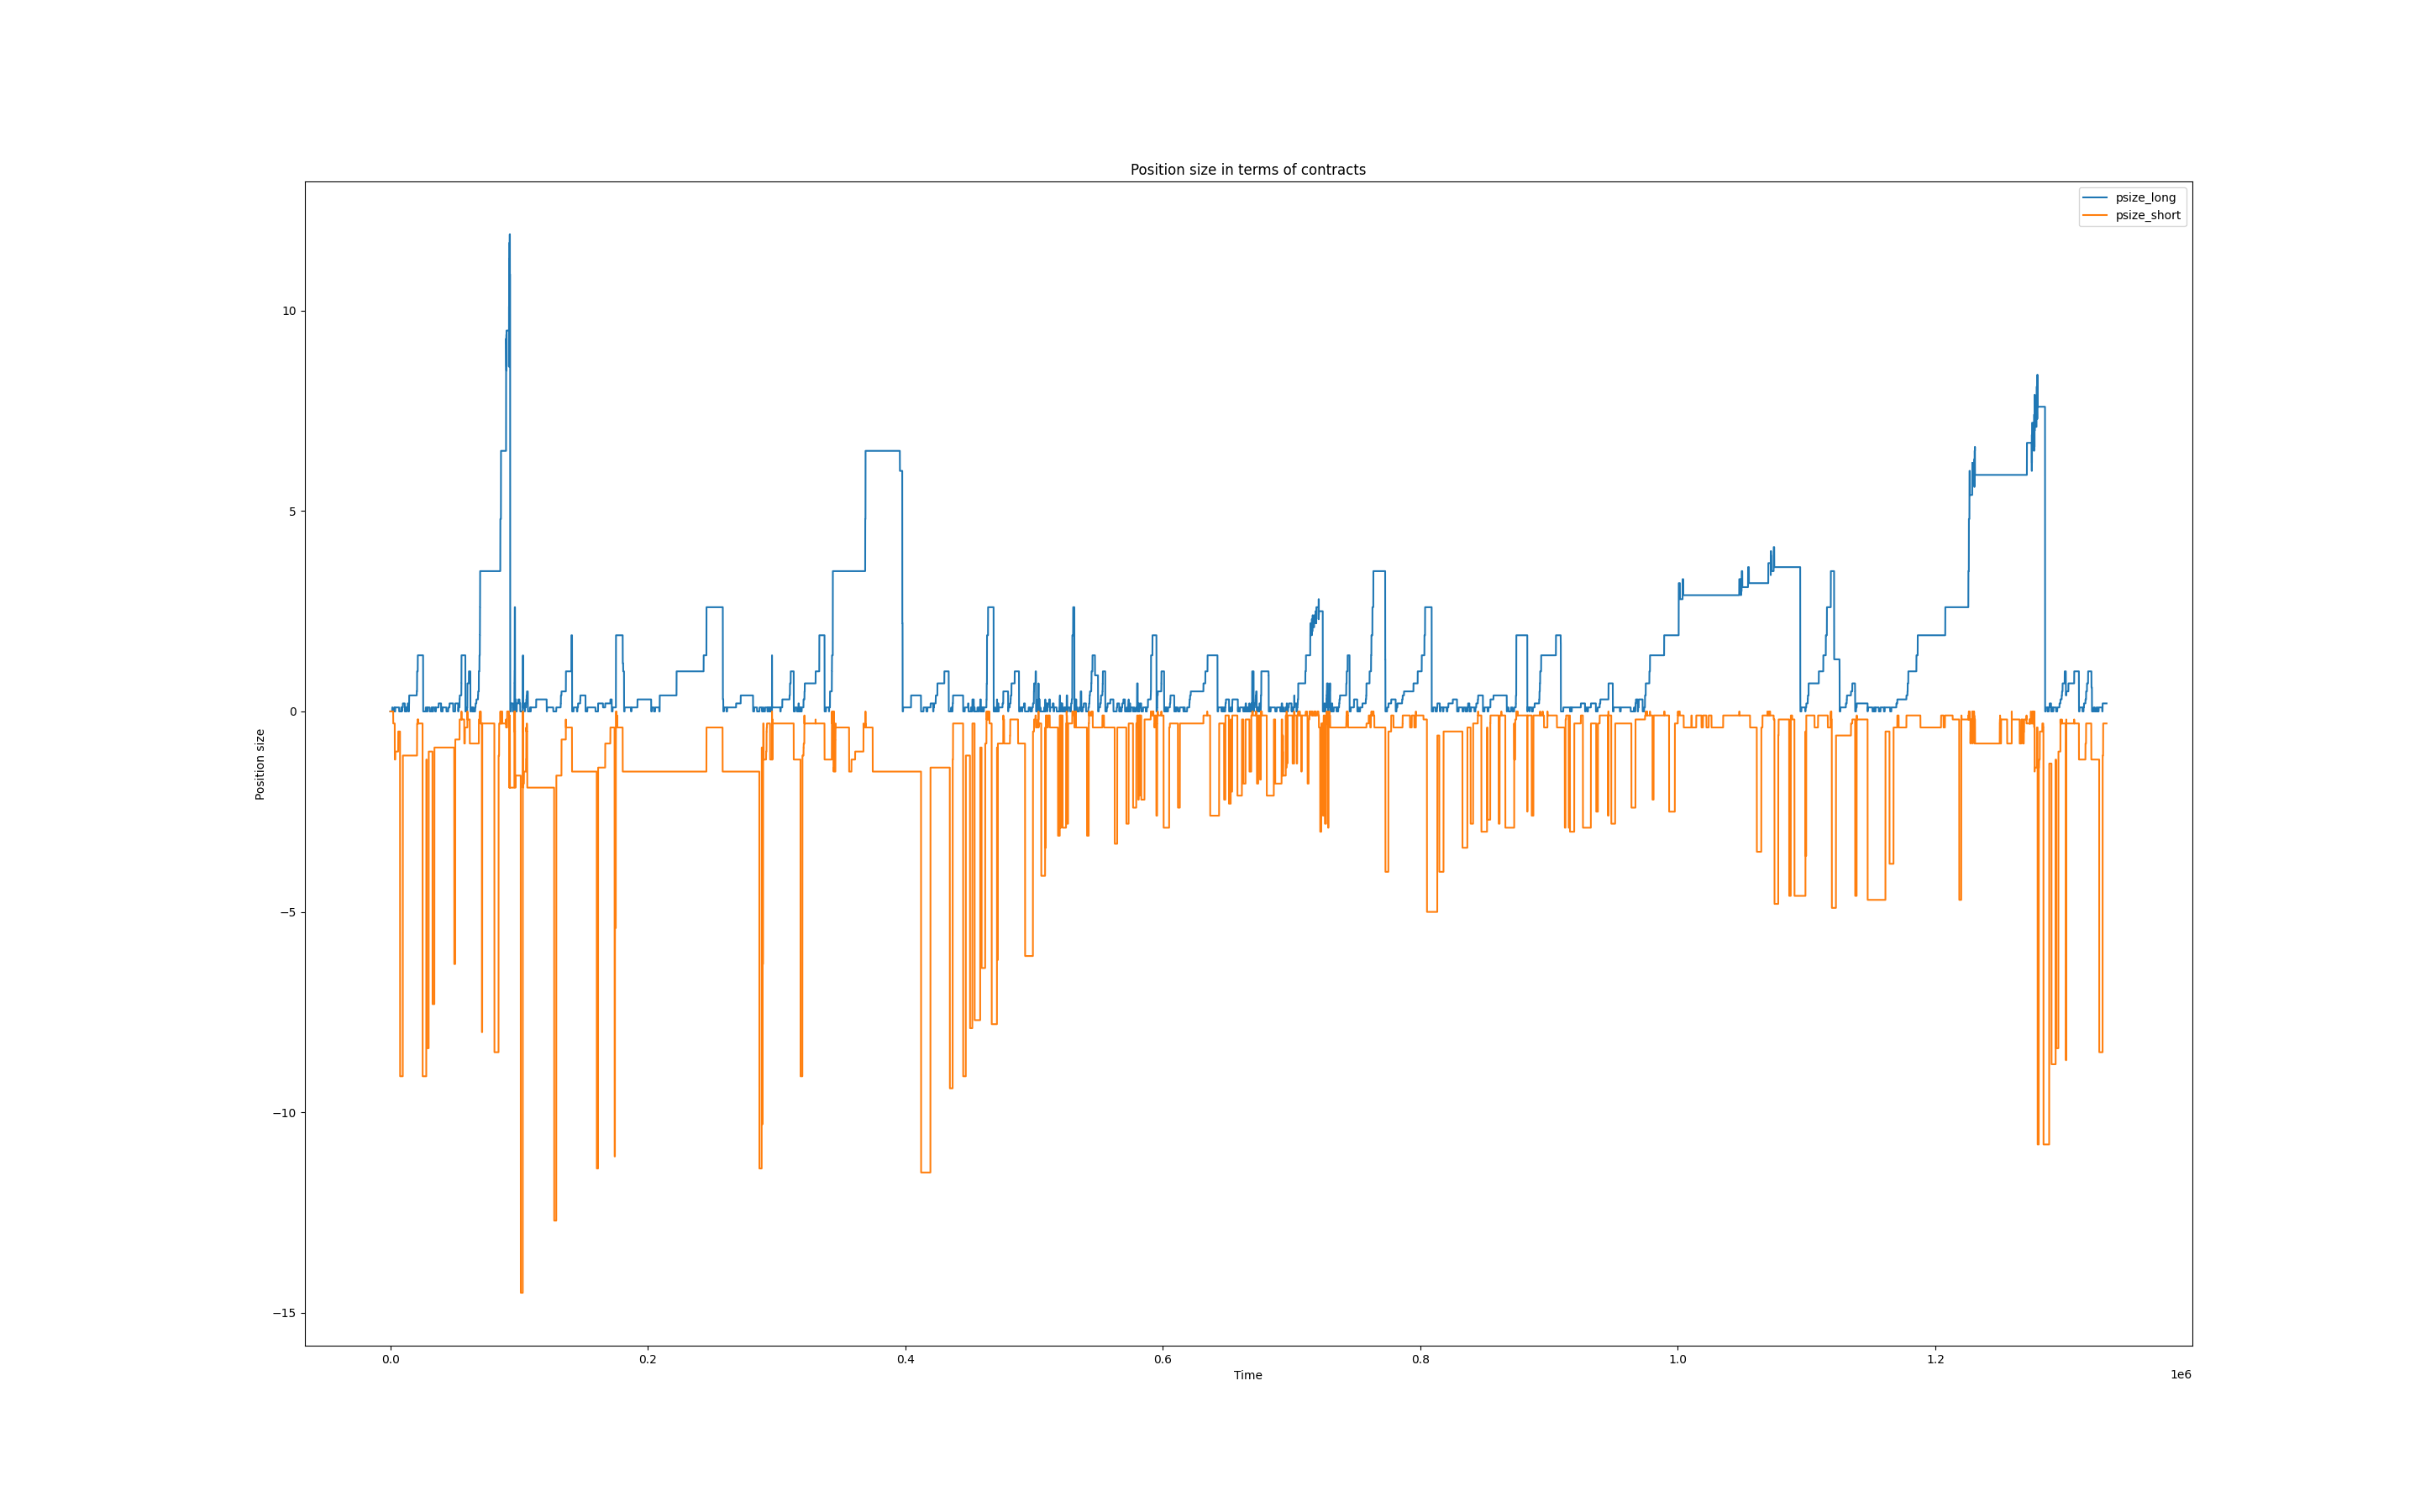 Position size in terms of contracts
psize_long
psize_short
Position size
10
5
0
−5
−10
−15
0.0
0.2
0.4
0.6
0.8
1.0
1.2
1e6
Time